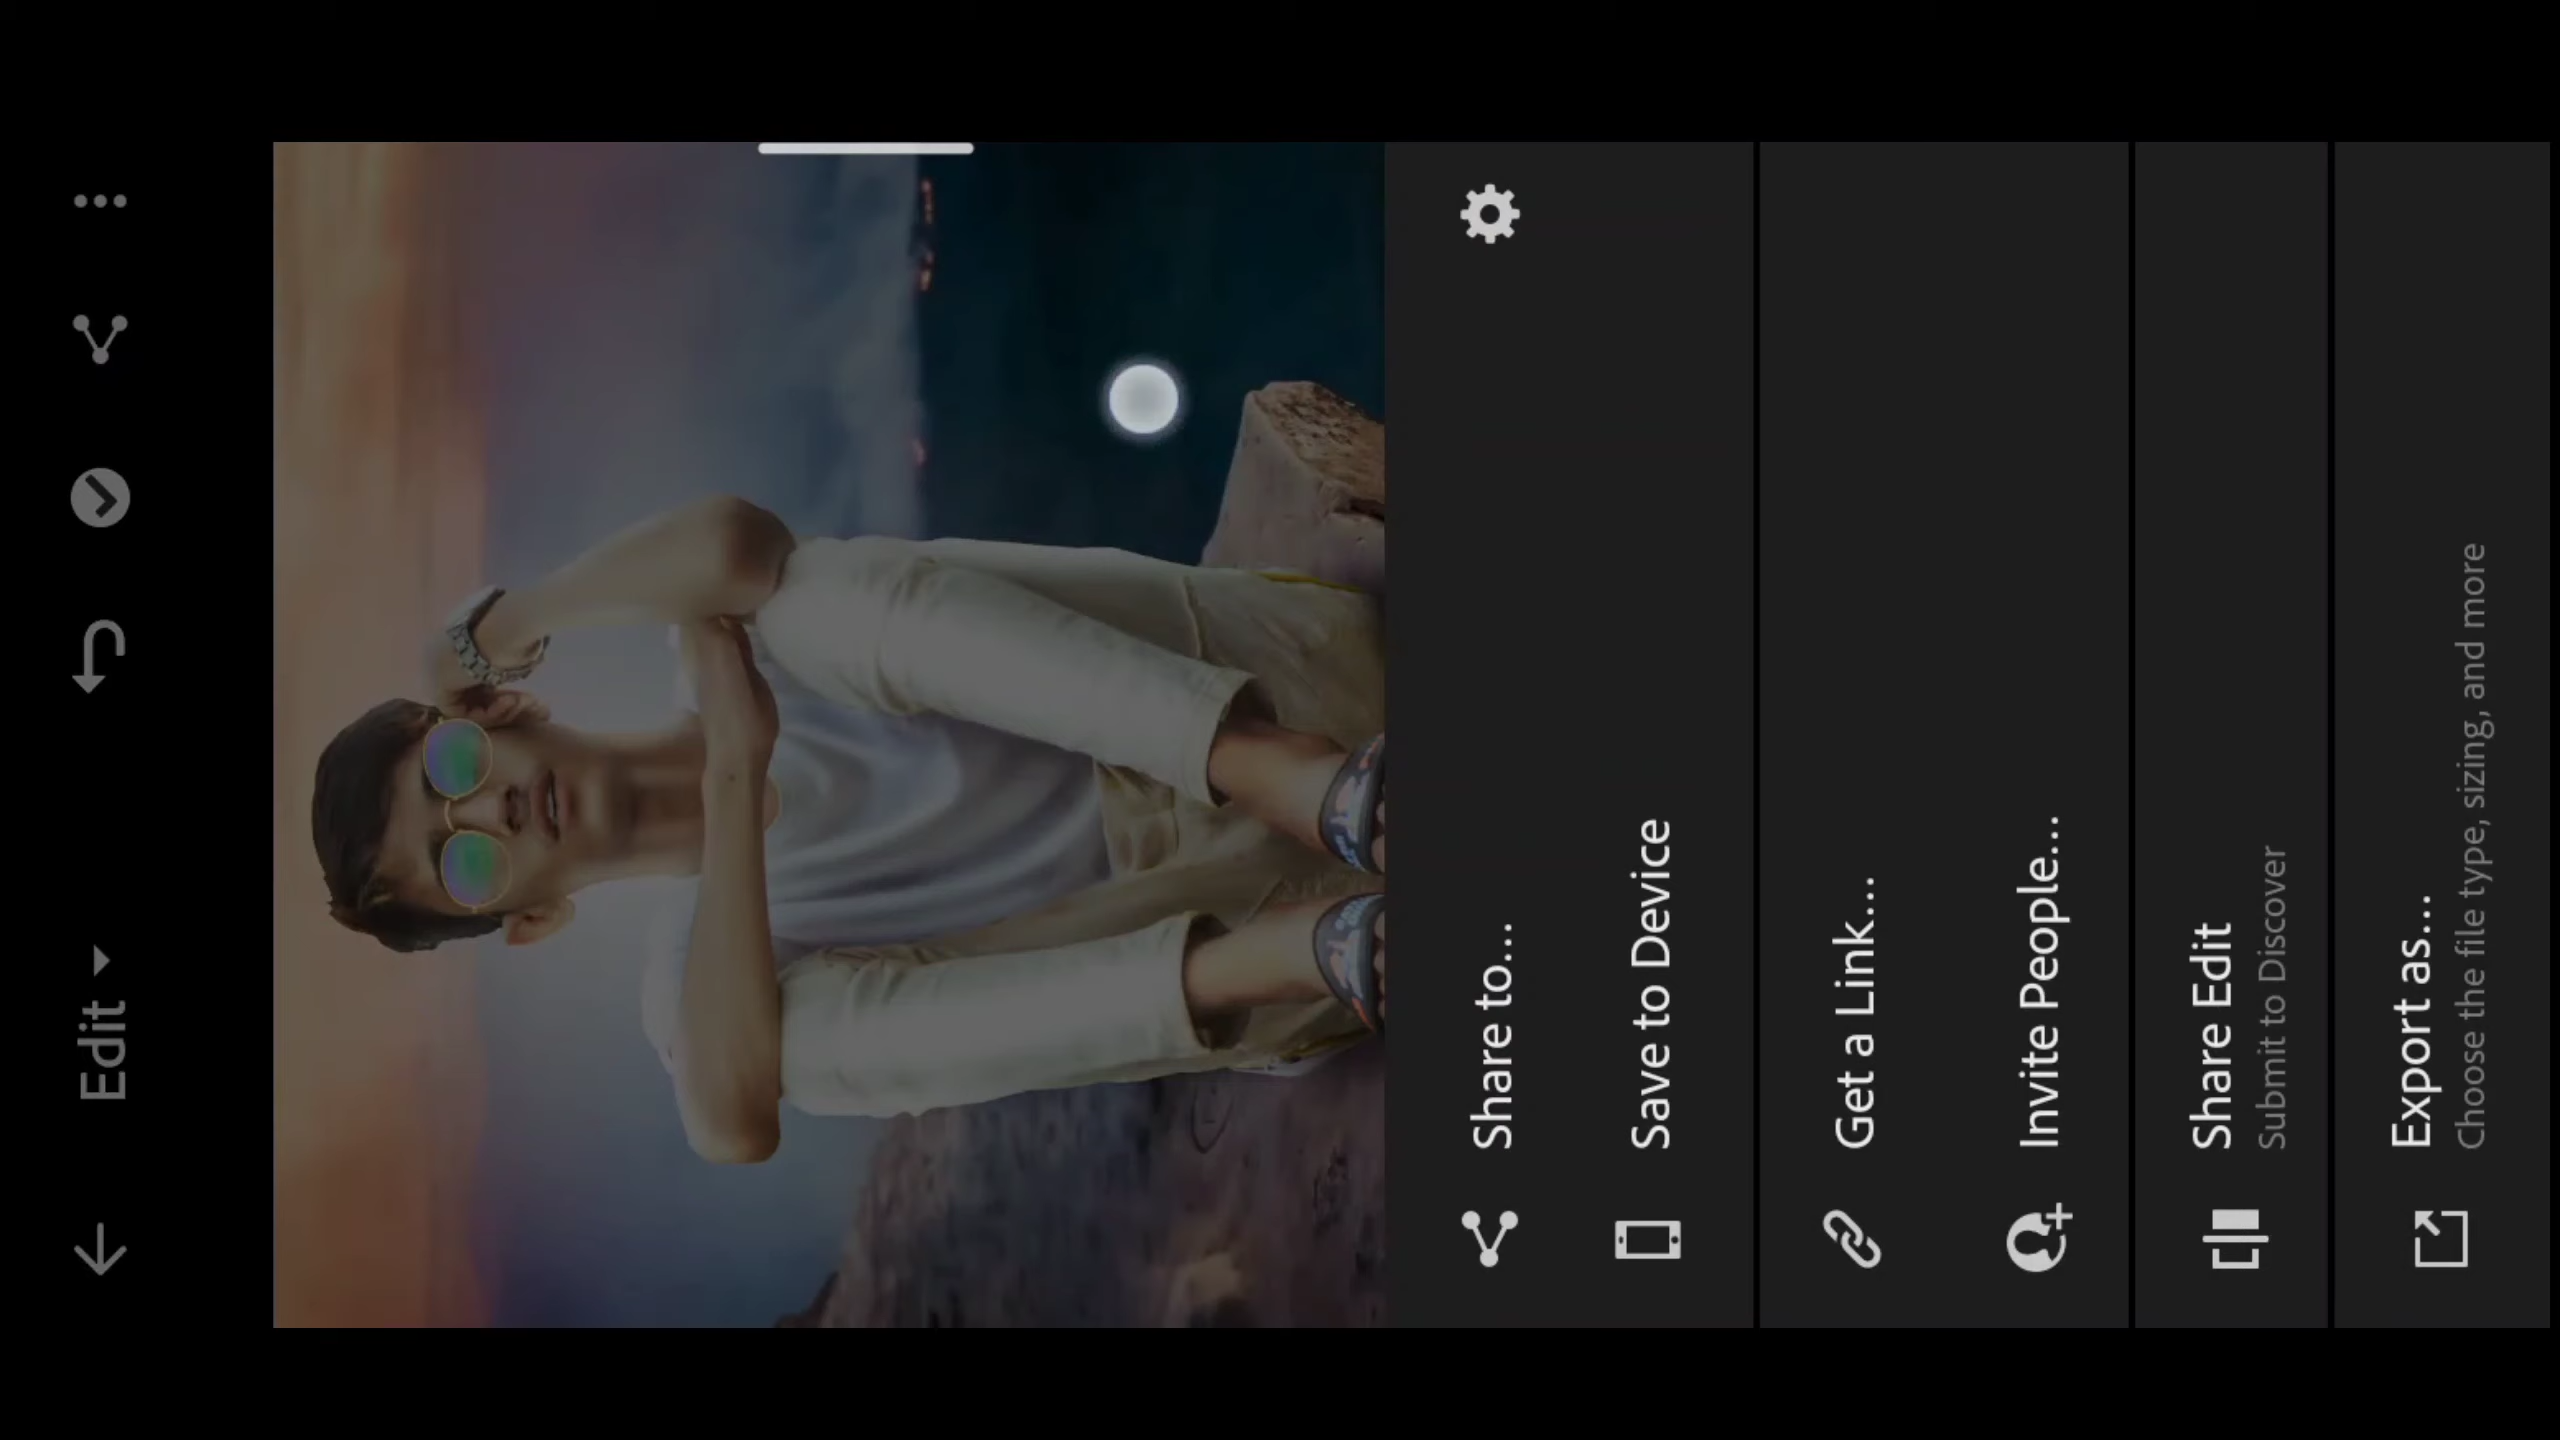 Edit
Share to...
Save to Device
Get a Link...
Invite People...
Share Edit
Submit to Discover
Export as...
Choose the file type, sizing, and more